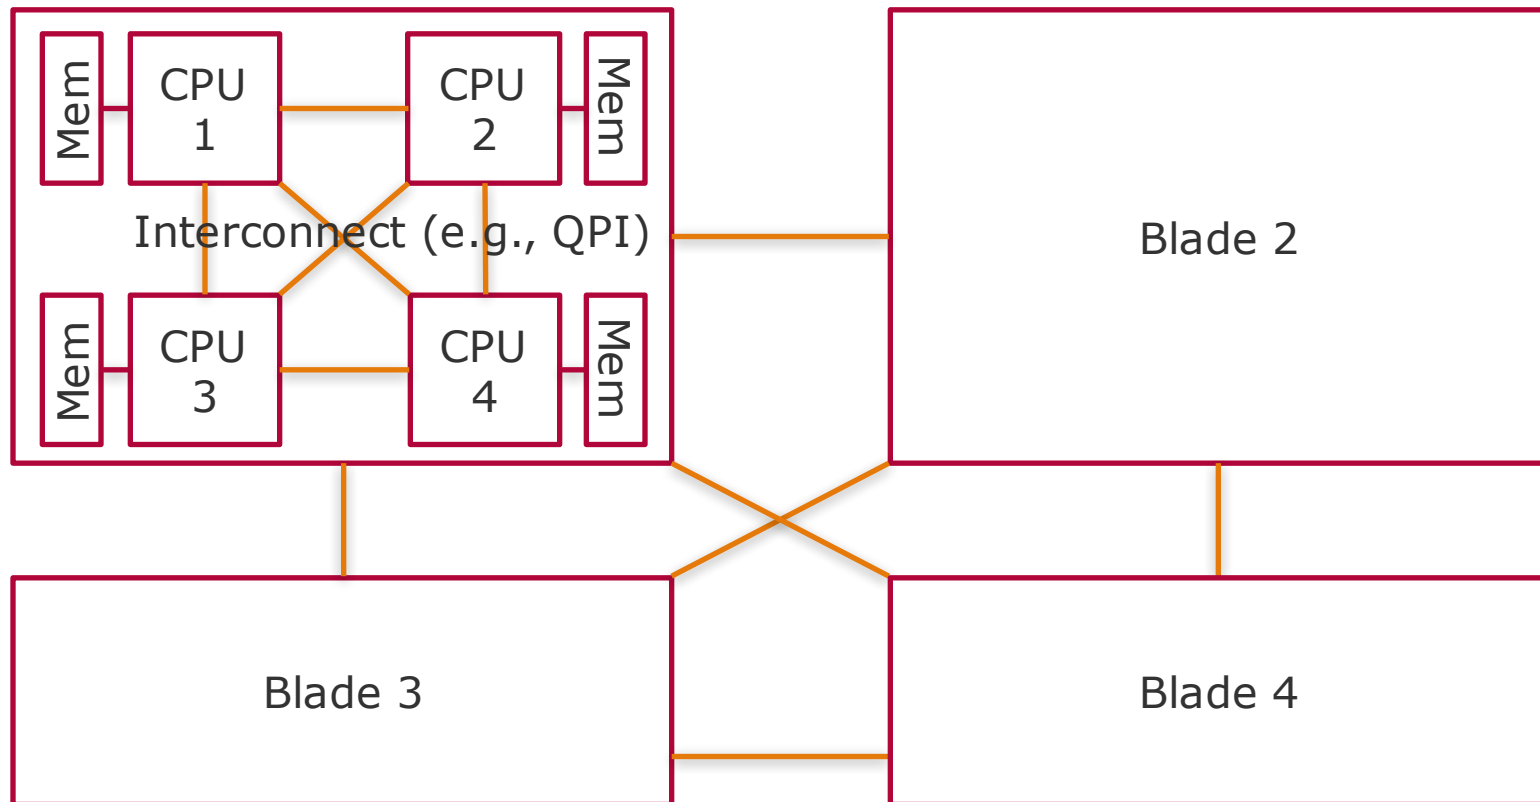 Mem
CPU
1
CPU
2
Mem
Interconnect (e.g., QPI)
Mem
CPU
3
CPU
4
Mem
Blade 2
Blade 3
Blade 4